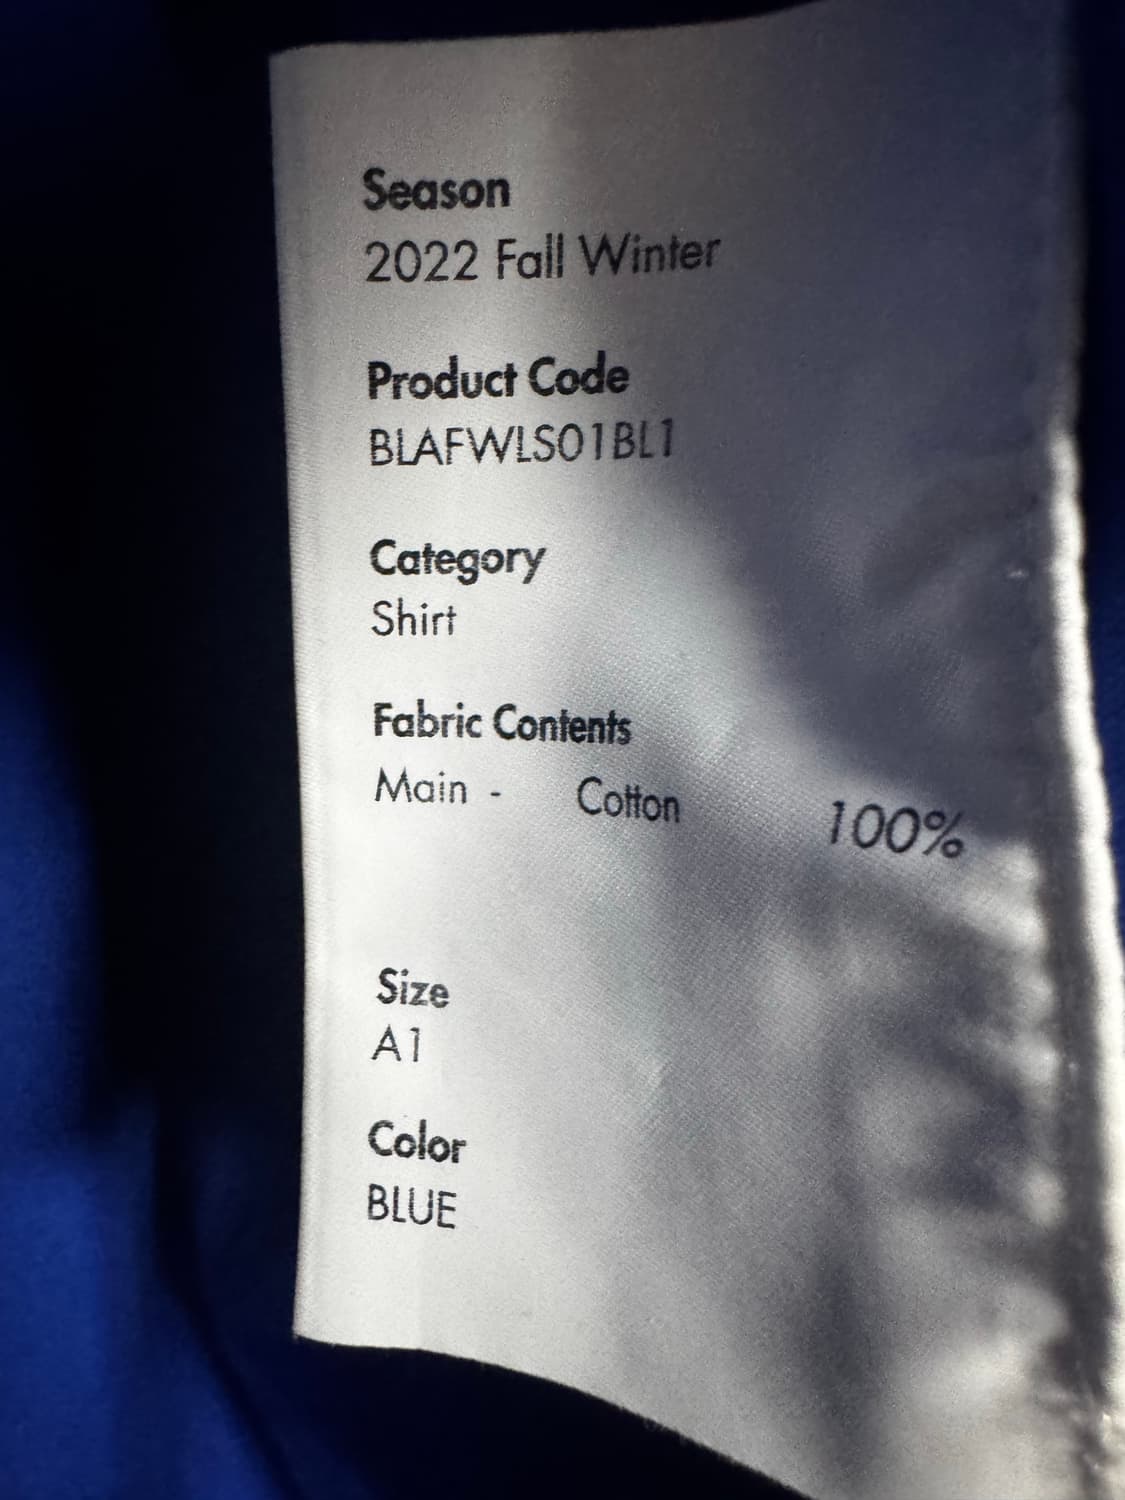 Season
2022 Fall Winter
Product Code
BLAFWLS01BL1
Category
Shirt
Fabric Contents
Main - Cotton 100%
Size
A1
Color
BLUE